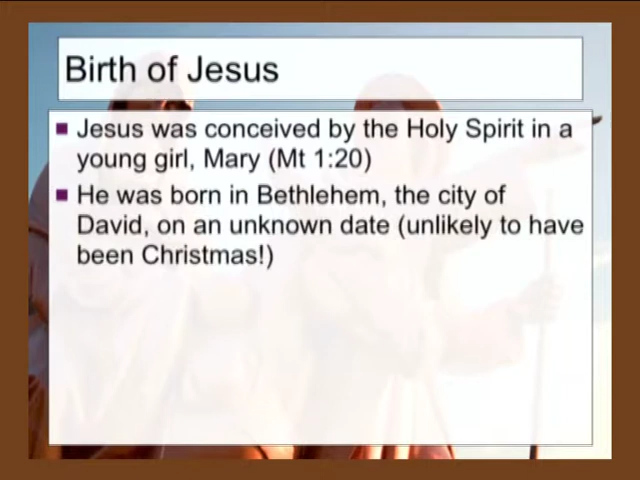 Birth of Jesus
Jesus was conceived by the Holy Spirit in a
young girl, Mary (Mt 1:20)
He was born in Bethlehem, the city of
David, on an unknown date (unlikely to have
been Christmas!)